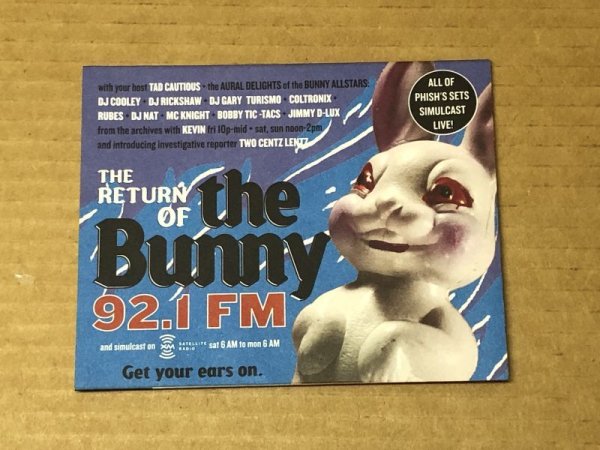 with your host TAD CAUTIOUS • the AURAL DELIGHTS of the BUNNY ALLSTARS:
DJ COOLEY • DJ RICKSHAW • DJ GARY TURISMO • COLTRONIX •
RUBES • DJ NAT • MC KNIGHT • BOBBY TIC-TACS • JIMMY D-LUX
from the archives with KEVIN fri 10p-mid • sat, sun noon-2pm
and introducing investigative reporter TWO CENTZ LENTZ
ALL OF
PHISH'S SETS
SIMULCAST
LIVE!
THE
RETURN
OF
the
Bunny
92.1 FM
and simulcast on XM SATELLITE RADIO sat 6 AM to mon 6 AM
Get your ears on.